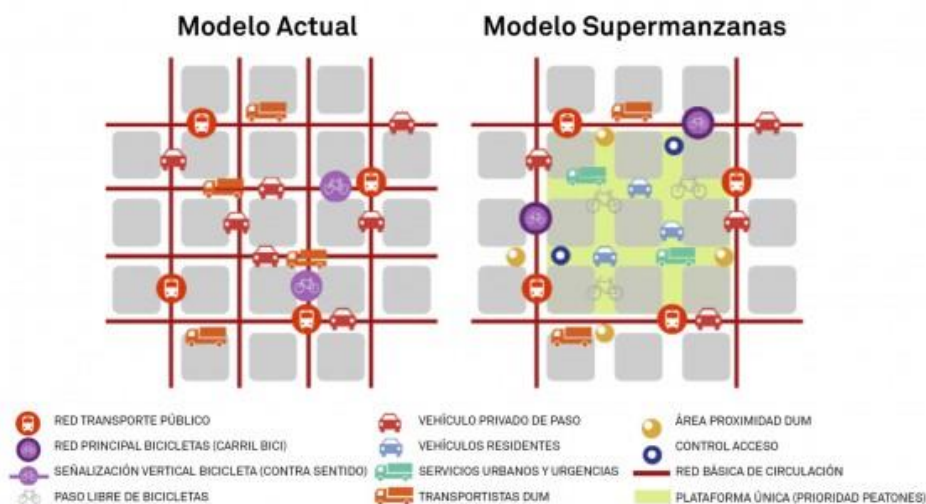 Modelo Actual
Modelo Supermanzanas
RED TRANSPORTE PÚBLICO
RED PRINCIPAL BICICLETAS (CARRIL BICI)
SEÑALIZACIÓN VERTICAL BICICLETA (CONTRA SENTIDO)
PASO LIBRE DE BICICLETAS
VEHÍCULO PRIVADO DE PASO
VEHÍCULOS RESIDENTES
SERVICIOS URBANOS Y URGENCIAS
TRANSPORTISTAS DUM
ÁREA PROXIMIDAD DUM
CONTROL ACCESO
RED BÁSICA DE CIRCULACIÓN
PLATAFORMA ÚNICA (PRIORIDAD PEATONES)